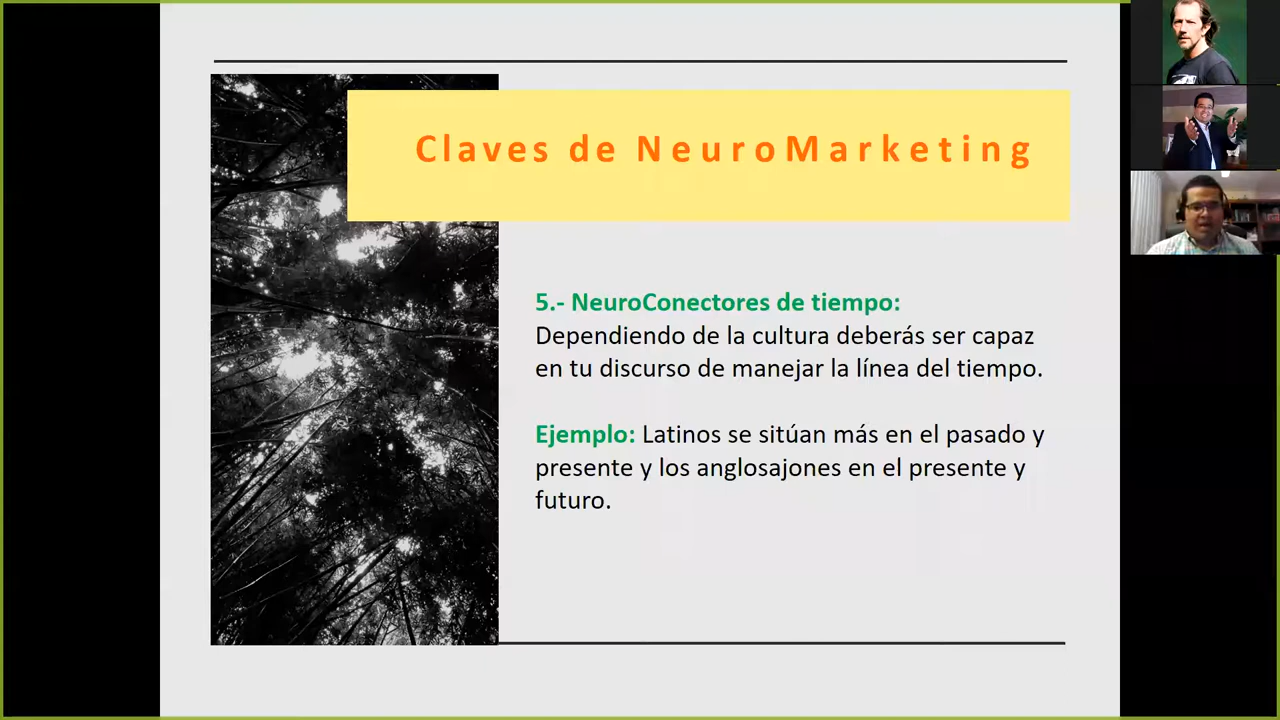 Claves de NeuroMarketing
5.- NeuroConectores de tiempo:
Dependiendo de la cultura deberás ser capaz
en tu discurso de manejar la línea del tiempo.
Ejemplo: Latinos se sitúan más en el pasado y
presente y los anglosajones en el presente y
futuro.